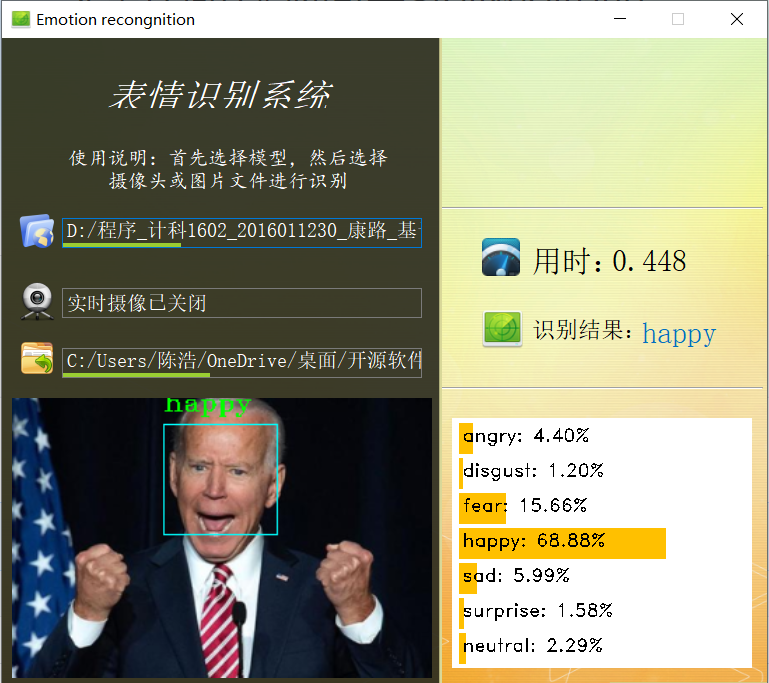 Emotion recongnition
表情识别系统
使用说明：首先选择模型，然后选择
摄像头或图片文件进行识别
D:/程序_计科1602_2016011230_康路_基
实时摄像已关闭
C:/Users/陈浩/OneDrive/桌面/开源软件
happy
用时：0.448
识别结果：happy
angry: 4.40%
disgust: 1.20%
fear: 15.66%
happy: 68.88%
sad: 5.99%
surprise: 1.58%
neutral: 2.29%